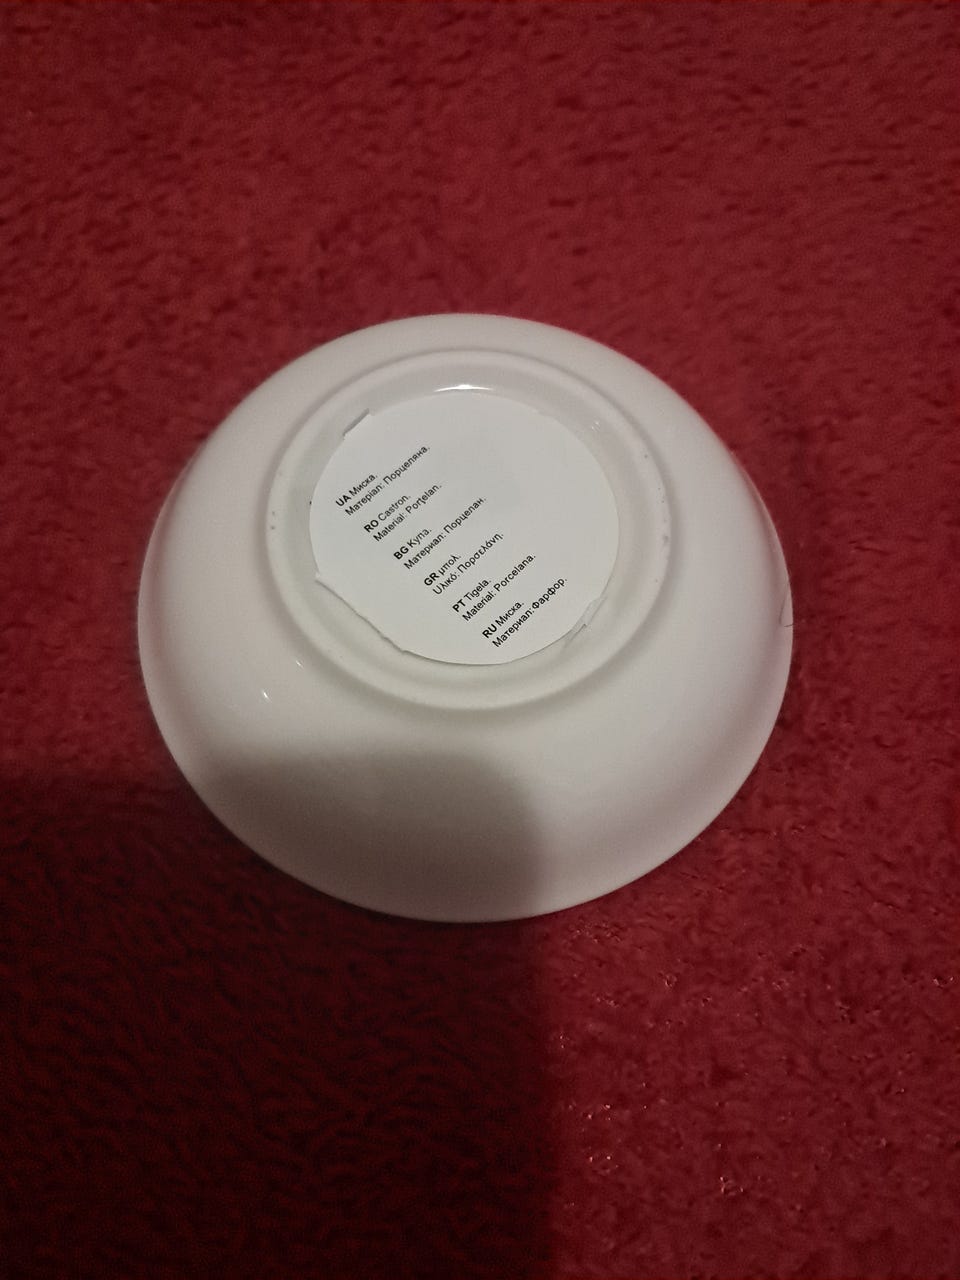 UA Миска.
Матеріал: Порцеляна.
RO Castron.
Material: Porțelan.
BG Купа.
Материал: Порцелан.
GR μπολ.
Υλικό: Πορσελάνη.
PT Tigela.
Material: Porcelana.
RU Миска.
Материал: Фарфор.